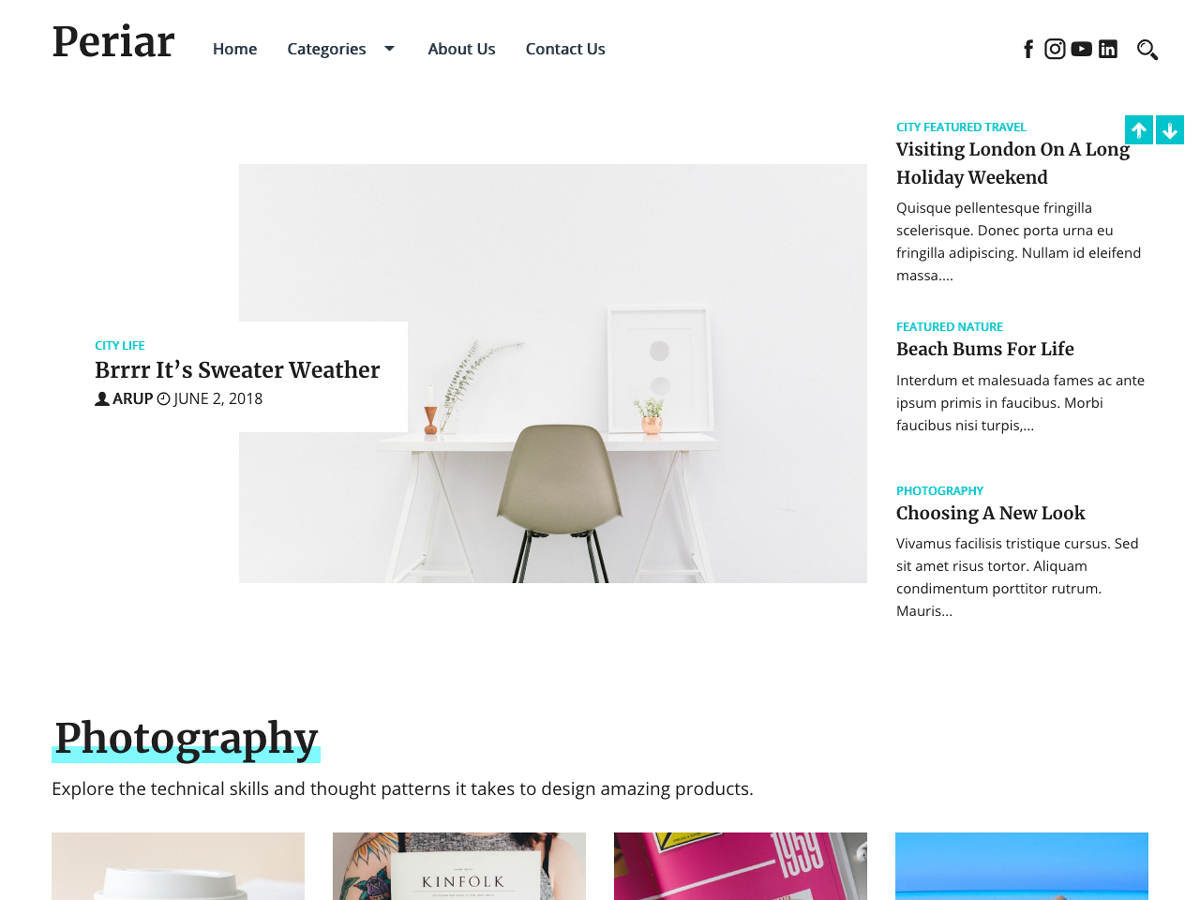 Periar
Home
Categories
About Us
Contact Us
CITY LIFE
Brrrr It’s Sweater Weather
ARUP JUNE 2, 2018
CITY FEATURED TRAVEL
Visiting London On A Long
Holiday Weekend
Quisque pellentesque fringilla
scelerisque. Donec porta urna eu
fringilla adipiscing. Nullam id eleifend
massa....
FEATURED NATURE
Beach Bums For Life
Interdum et malesuada fames ac ante
ipsum primis in faucibus. Morbi
faucibus nisi turpis,...
PHOTOGRAPHY
Choosing A New Look
Vivamus facilisis tristique cursus. Sed
sit amet risus tortor. Aliquam
condimentum porttitor rutrum.
Mauris...
Photography
Explore the technical skills and thought patterns it takes to design amazing products.
KINFOLK
1959